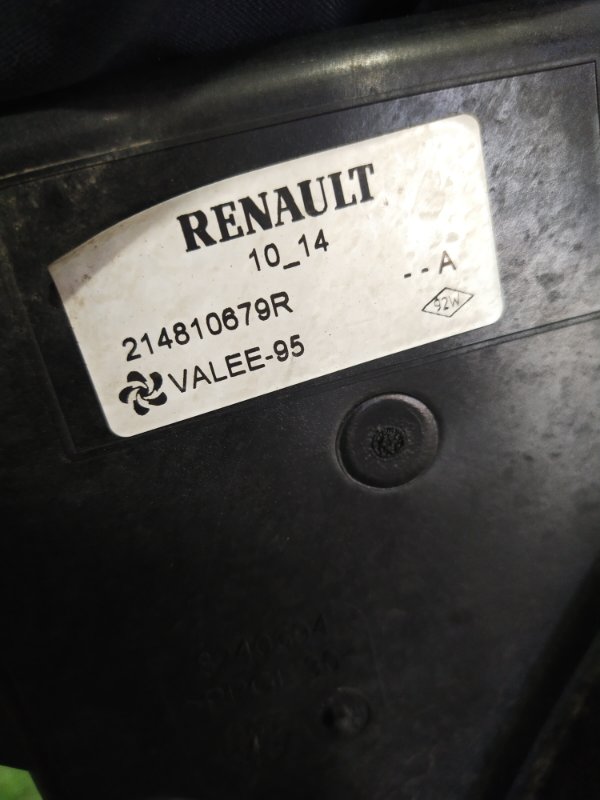 RENAULT
10_14
--A
214810679R
92W
VALEE-95